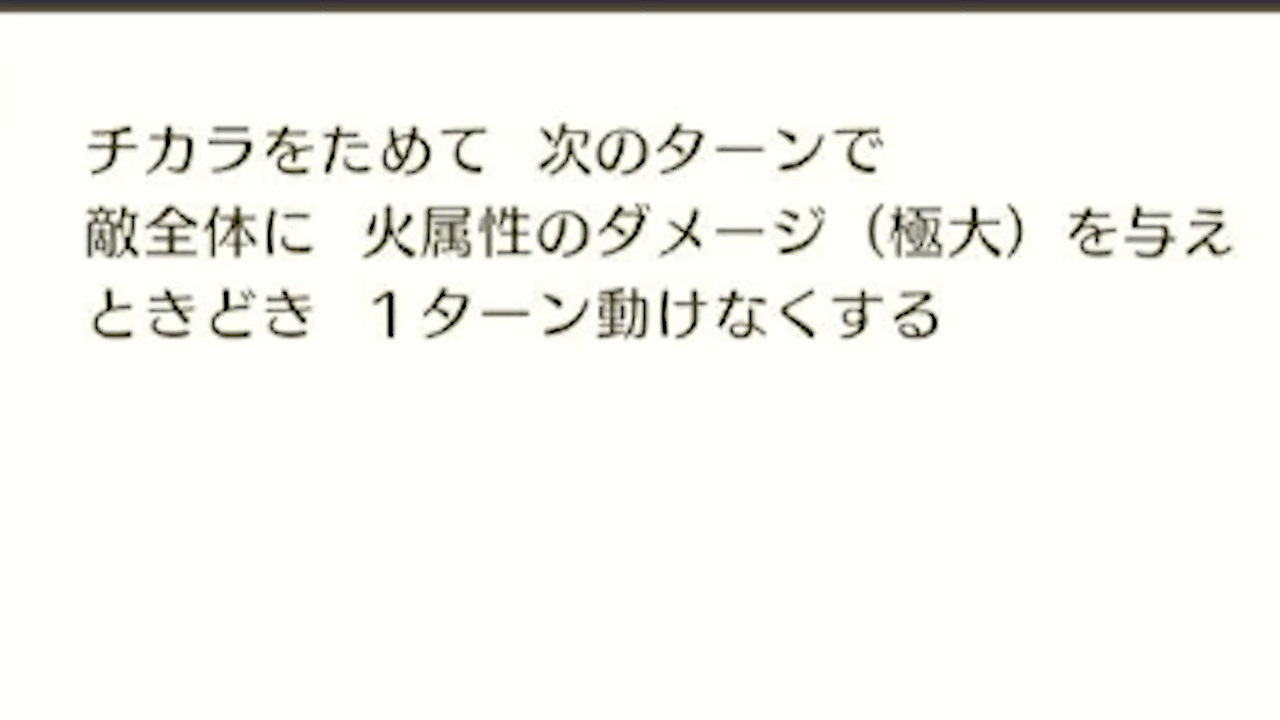 チカラをためて　次のターンで
敵全体に　火属性のダメージ（極大）を与え
ときどき　１ターン動けなくする